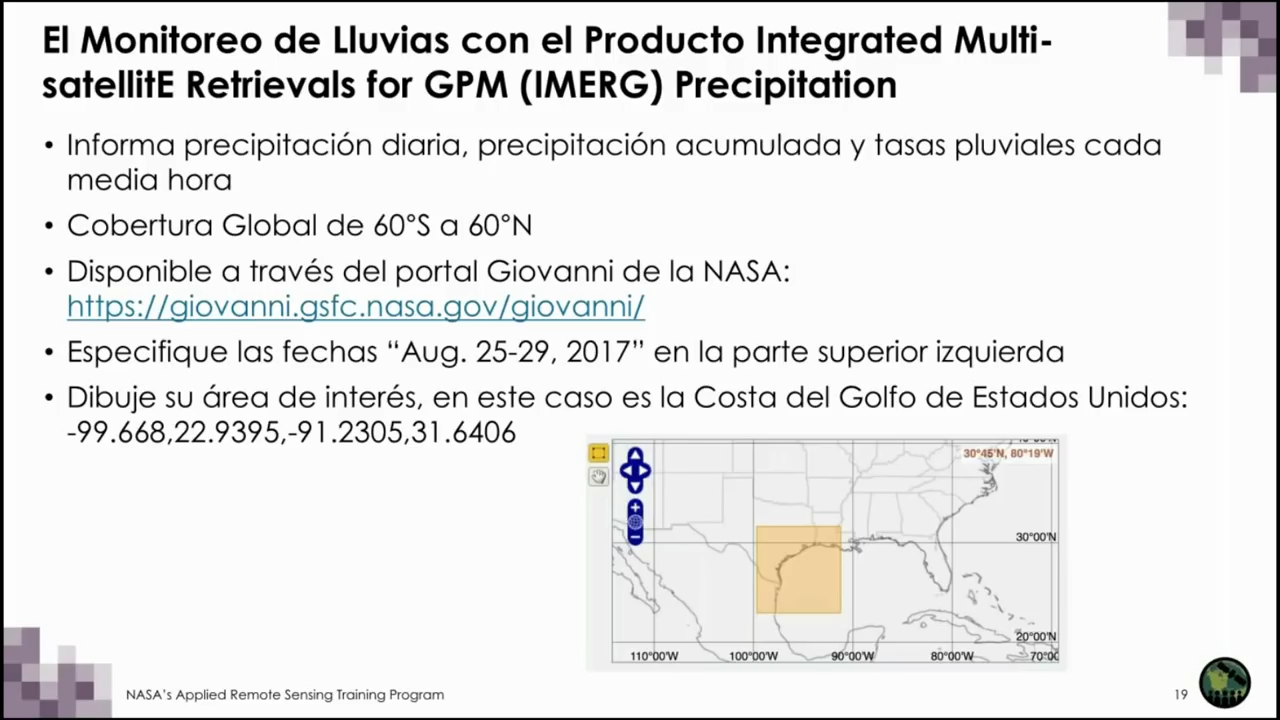 El Monitoreo de Lluvias con el Producto Integrated Multi-
satellitE Retrievals for GPM (IMERG) Precipitation
• Informa precipitación diaria, precipitación acumulada y tasas pluviales cada
media hora
• Cobertura Global de 60°S a 60°N
• Disponible a través del portal Giovanni de la NASA:
https://giovanni.gsfc.nasa.gov/giovanni/
• Especifique las fechas “Aug. 25-29, 2017” en la parte superior izquierda
• Dibuje su área de interés, en este caso es la Costa del Golfo de Estados Unidos:
-99.668,22.9395,-91.2305,31.6406
30°45'N, 80°19'W
30°00'N
20°00'N
110°00'W 100°00'W 90°00'W 80°00'W 70°00
NASA's Applied Remote Sensing Training Program
19